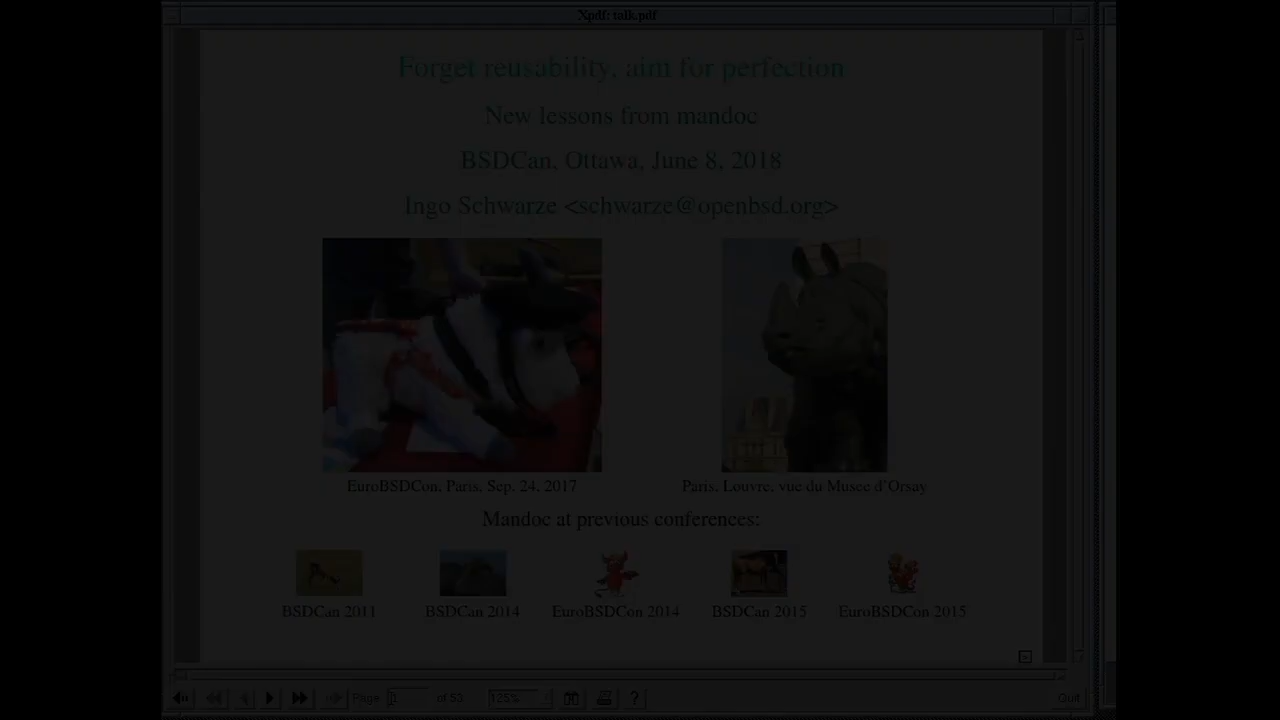 Xpdf: talk.pdf
Forget reusability, aim for perfection
New lessons from mandoc
BSDCan, Ottawa, June 8, 2018
Ingo Schwarze <schwarze@openbsd.org>
EuroBSDCon, Paris, Sep. 24, 2017
Paris, Louvre, vue du Musee d'Orsay
Mandoc at previous conferences:
BSDCan 2011
BSDCan 2014
EuroBSDCon 2014
BSDCan 2015
EuroBSDCon 2015
Page 1 of 53 125% ? Quit